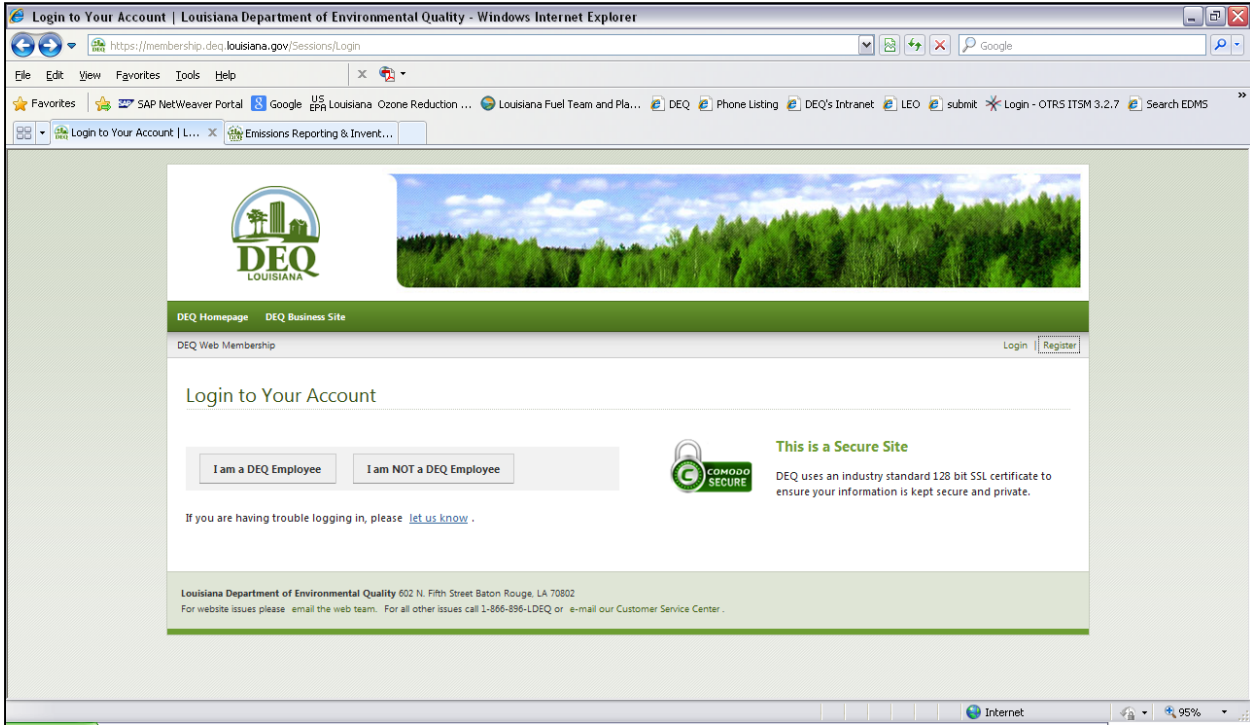 Login to Your Account | Louisiana Department of Environmental Quality - Windows Internet Explorer
https://membership.deq.louisiana.gov/Sessions/Login
Google
File Edit View Favorites Tools Help
x
Favorites SAP NetWeaver Portal Google US EPA Louisiana Ozone Reduction ... Louisiana Fuel Team and Pla... DEQ Phone Listing DEQ's Intranet LEO submit Login - OTRS ITSM 3.2.7 Search EDMS »
Login to Your Account | L... X Emissions Reporting & Invent...
DEQ
LOUISIANA
DEQ Homepage DEQ Business Site
DEQ Web Membership Login | Register
Login to Your Account
I am a DEQ Employee I am NOT a DEQ Employee
COMODO
SECURE
This is a Secure Site
DEQ uses an industry standard 128 bit SSL certificate to
ensure your information is kept secure and private.
If you are having trouble logging in, please let us know .
Louisiana Department of Environmental Quality 602 N. Fifth Street Baton Rouge, LA 70802
For website issues please email the web team. For all other issues call 1-866-896-LDEQ or e-mail our Customer Service Center .
Internet 95%